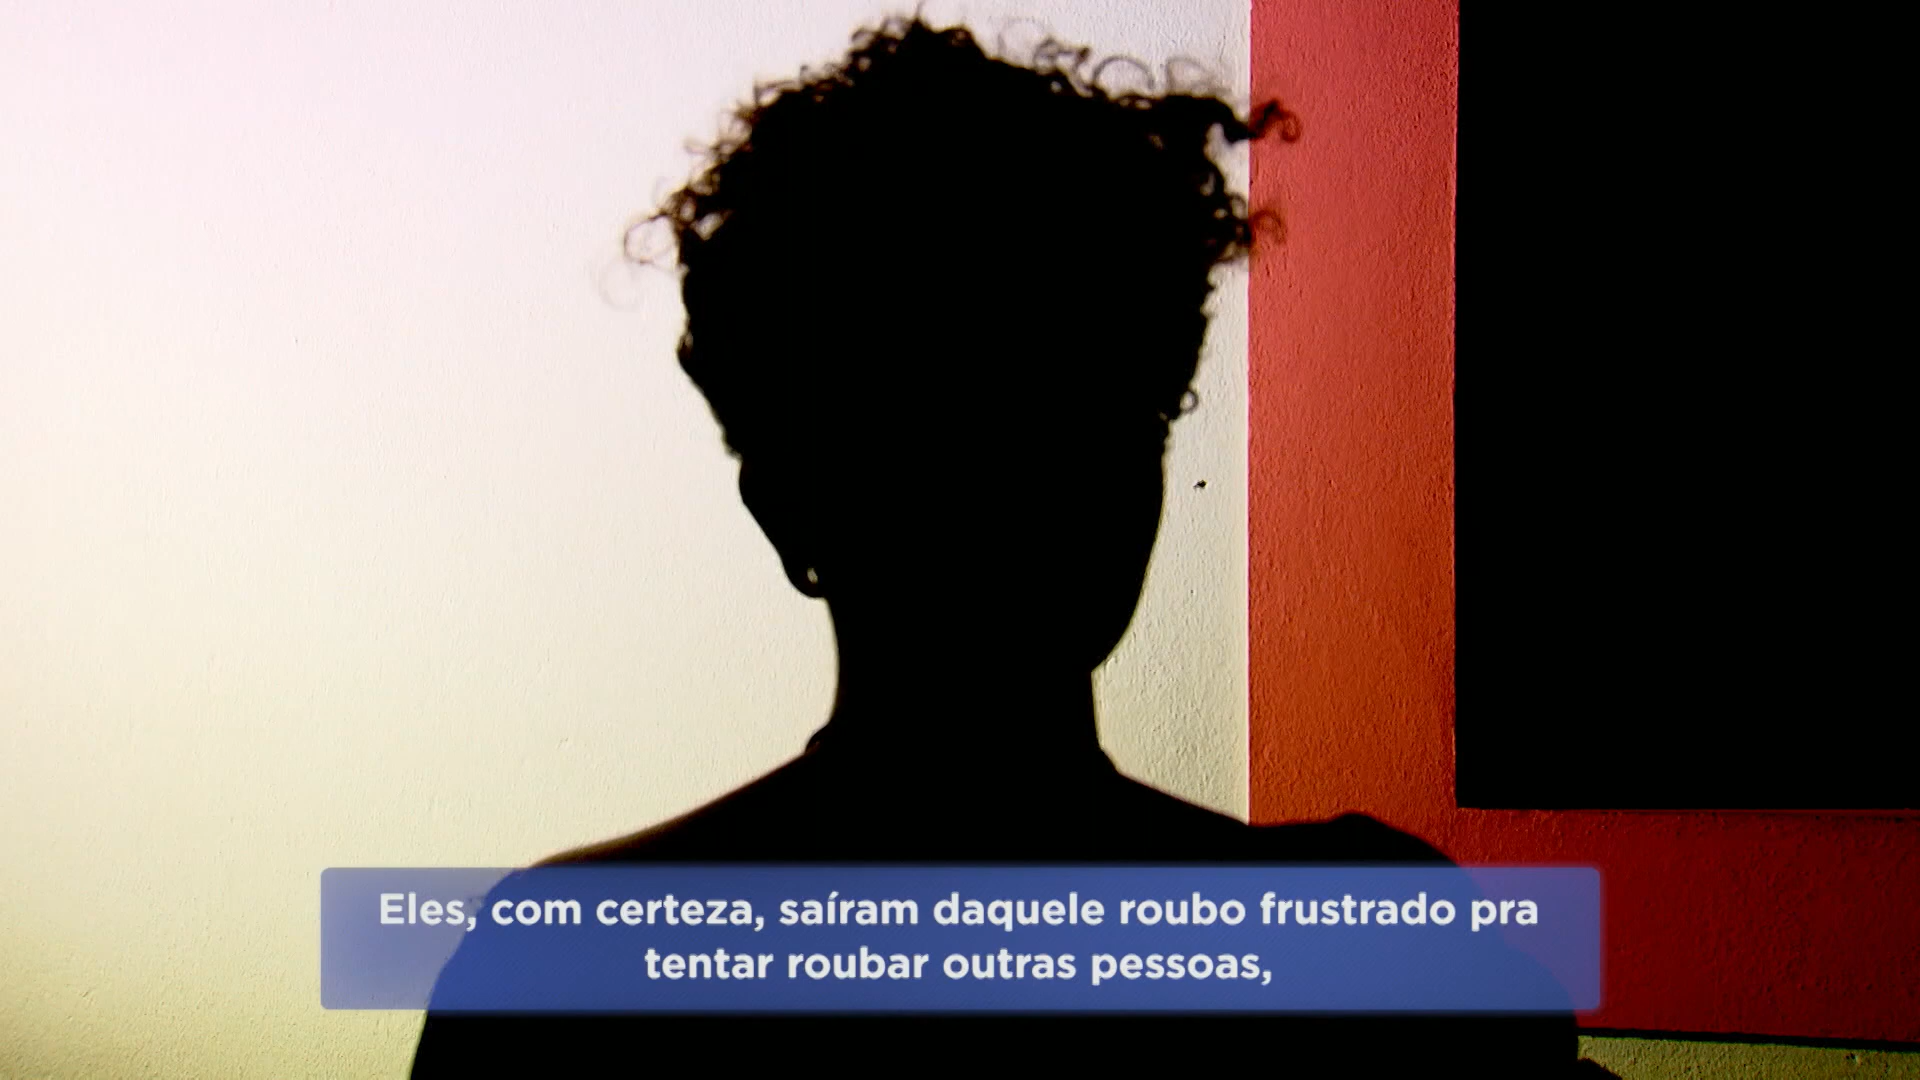 Eles, com certeza, saíram daquele roubo frustrado pra
tentar roubar outras pessoas,